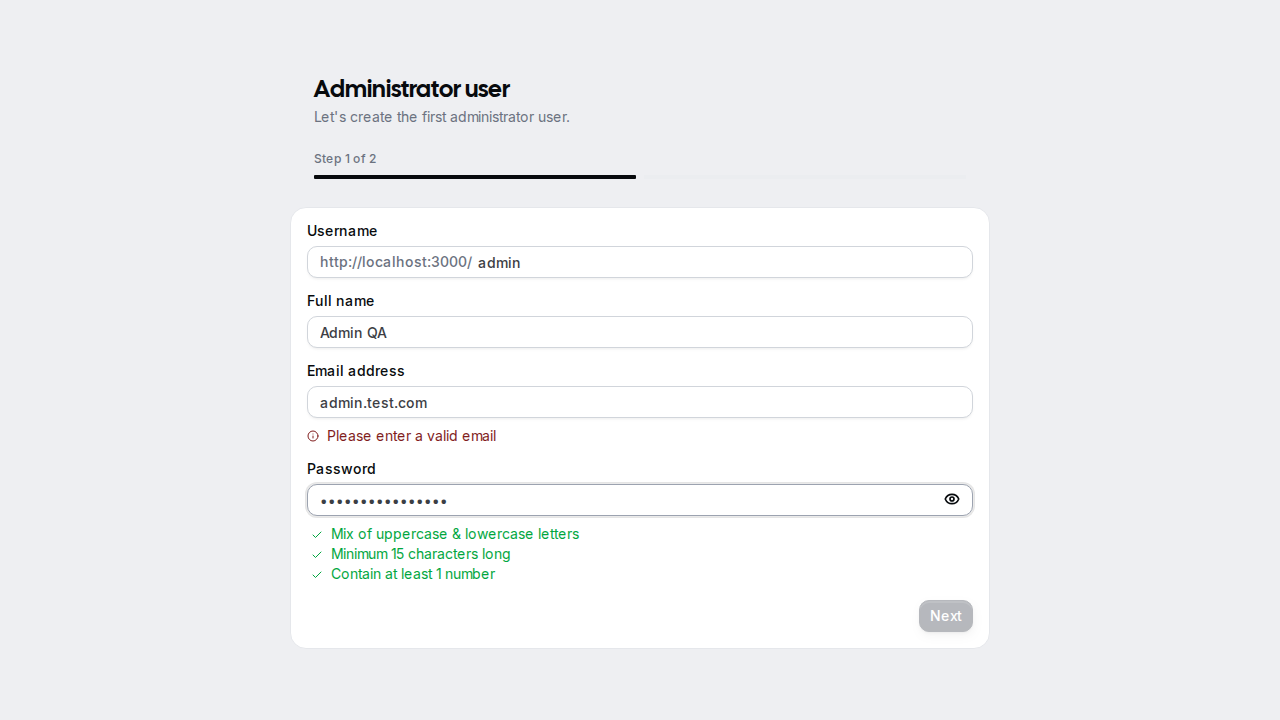 Administrator user
Let's create the first administrator user.
Step 1 of 2
Username
http://localhost:3000/ admin
Full name
Admin QA
Email address
admin.test.com
Please enter a valid email
Password
••••••••••••••••
Mix of uppercase & lowercase letters
Minimum 15 characters long
Contain at least 1 number
Next